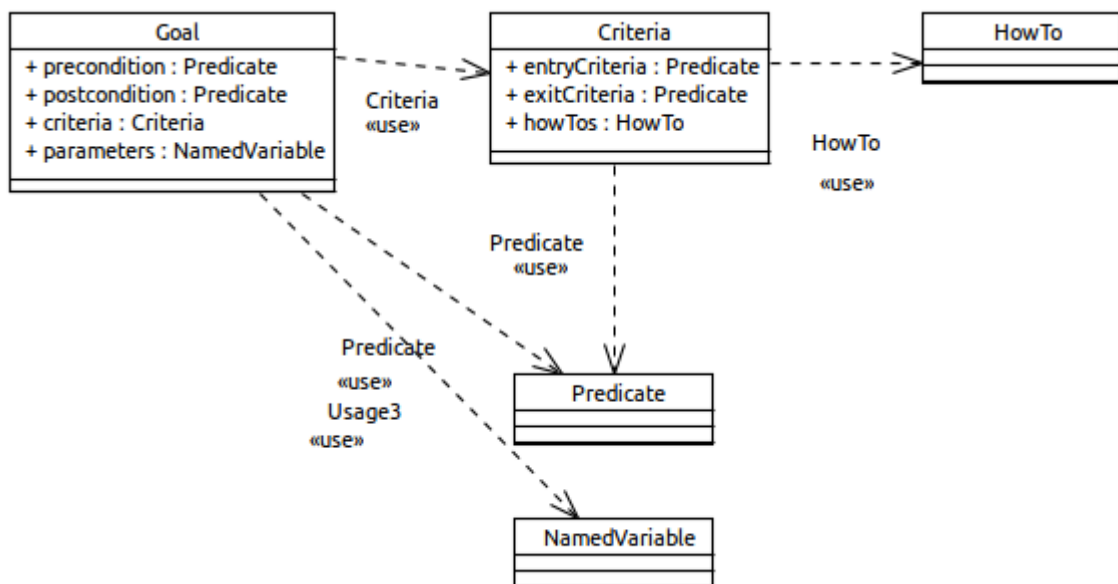 Goal
+ precondition : Predicate
+ postcondition : Predicate
+ criteria : Criteria
+ parameters : NamedVariable
Criteria
«use»
Criteria
+ entryCriteria : Predicate
+ exitCriteria : Predicate
+ howTos : HowTo
HowTo
HowTo
«use»
Predicate
«use»
Predicate
«use»
Usage3
«use»
Predicate
NamedVariable